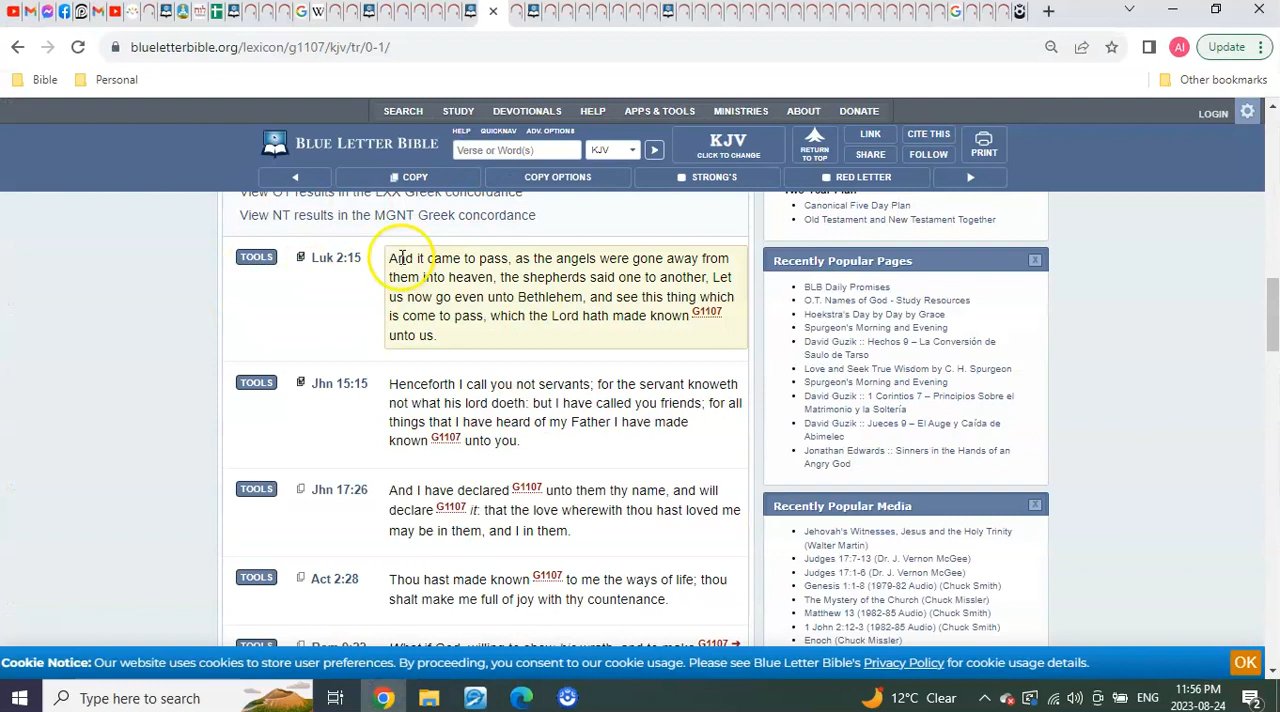 blueletterbible.org/lexicon/g1107/kjv/tr/0-1/
Update
Bible
Personal
Other bookmarks
SEARCH STUDY DEVOTIONALS HELP APPS & TOOLS MINISTRIES ABOUT DONATE
LOGIN
BLUE LETTER BIBLE
HELP QUICKNAV ADV. OPTIONS
Verse or Word(s)
KJV
KJV
CLICK TO CHANGE
RETURN
TO TOP
LINK
CITE THIS
SHARE
FOLLOW
PRINT
COPY
COPY OPTIONS
STRONG'S
RED LETTER
View OT results in the LXX Greek concordance
View NT results in the MGNT Greek concordance
TOOLS Luk 2:15
And it came to pass, as the angels were gone away from
them into heaven, the shepherds said one to another, Let
us now go even unto Bethlehem, and see this thing which
is come to pass, which the Lord hath made known G1107
unto us.
TOOLS Jhn 15:15
Henceforth I call you not servants; for the servant knoweth
not what his lord doeth: but I have called you friends; for all
things that I have heard of my Father I have made
known G1107 unto you.
TOOLS Jhn 17:26
And I have declared G1107 unto them thy name, and will
declare G1107 it: that the love wherewith thou hast loved me
may be in them, and I in them.
TOOLS Act 2:28
Thou hast made known G1107 to me the ways of life; thou
shalt make me full of joy with thy countenance.
G1107 →
Two Year Plan
Canonical Five Day Plan
Old Testament and New Testament Together
Recently Popular Pages
BLB Daily Promises
O.T. Names of God - Study Resources
Hoekstra's Day by Day by Grace
Spurgeon's Morning and Evening
David Guzik :: Hechos 9 – La Conversión de
Saulo de Tarso
Love and Seek True Wisdom by C. H. Spurgeon
Spurgeon's Morning and Evening
David Guzik :: 1 Corintios 7 – Principios Sobre el
Matrimonio y la Soltería
David Guzik :: Jueces 9 – El Auge y Caída de
Abimelec
Jonathan Edwards :: Sinners in the Hands of an
Angry God
Recently Popular Media
Jehovah's Witnesses, Jesus and the Holy Trinity
(Walter Martin)
Judges 17:7-13 (Dr. J. Vernon McGee)
Judges 17:1-6 (Dr. J. Vernon McGee)
Genesis 1:1-8 (1979-82 Audio) (Chuck Smith)
The Mystery of the Church (Chuck Missler)
Matthew 13 (1982-85 Audio) (Chuck Smith)
1 John 2:12-3 (1982-85 Audio) (Chuck Smith)
Enoch (Chuck Missler)
Cookie Notice: Our website uses cookies to store user preferences. By proceeding, you consent to our cookie usage. Please see Blue Letter Bible's Privacy Policy for cookie usage details.
OK
Type here to search
12°C Clear
ENG
11:56 PM
2023-08-24
2